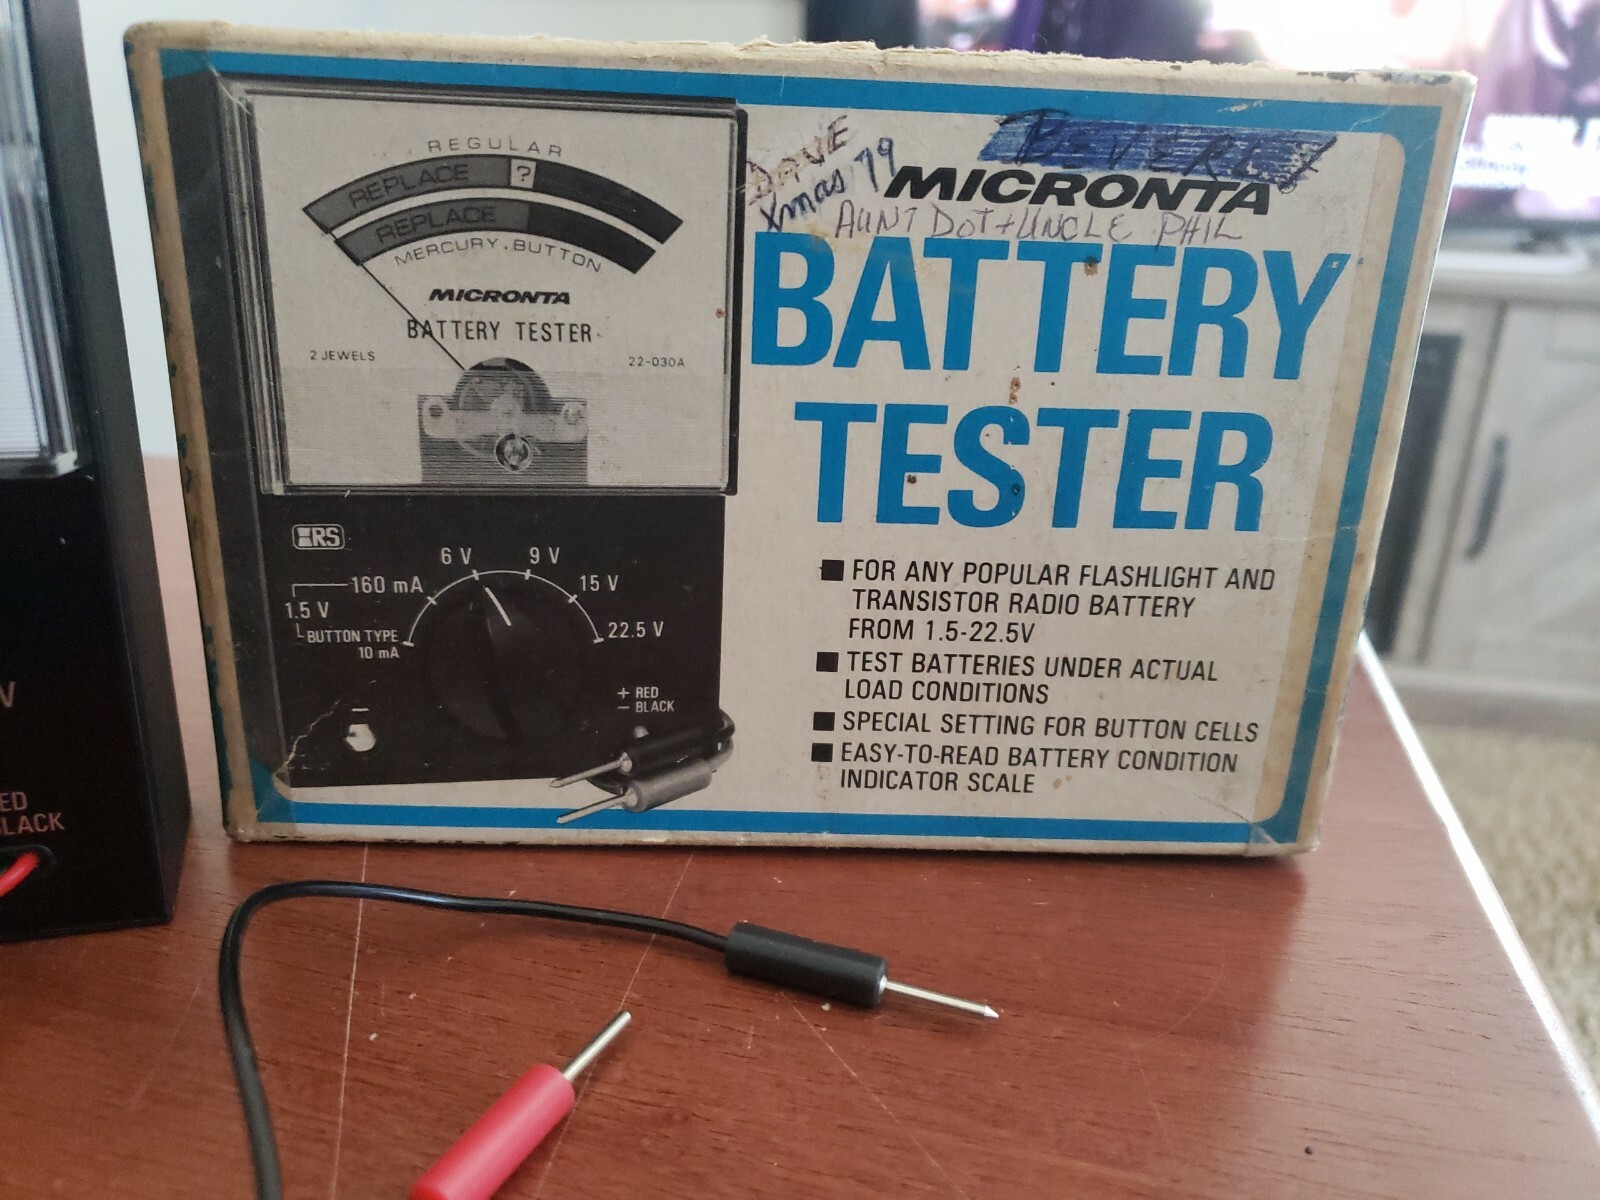 REGULAR
REPLACE ?
REPLACE
MERCURY.BUTTON
MICRONTA
BATTERY TESTER
2 JEWELS
22-030A
RS
6 V
9 V
160 mA
15 V
1.5 V
BUTTON TYPE
10 mA
22.5 V
+ RED
− BLACK
−
DAVE
Xmas 79
BEVERLY
MICRONTA
AUNT DOT + UNCLE PHIL
BATTERY
TESTER
■ FOR ANY POPULAR FLASHLIGHT AND
TRANSISTOR RADIO BATTERY
FROM 1.5-22.5V
■ TEST BATTERIES UNDER ACTUAL
LOAD CONDITIONS
■ SPECIAL SETTING FOR BUTTON CELLS
■ EASY-TO-READ BATTERY CONDITION
INDICATOR SCALE
V
ED
LACK